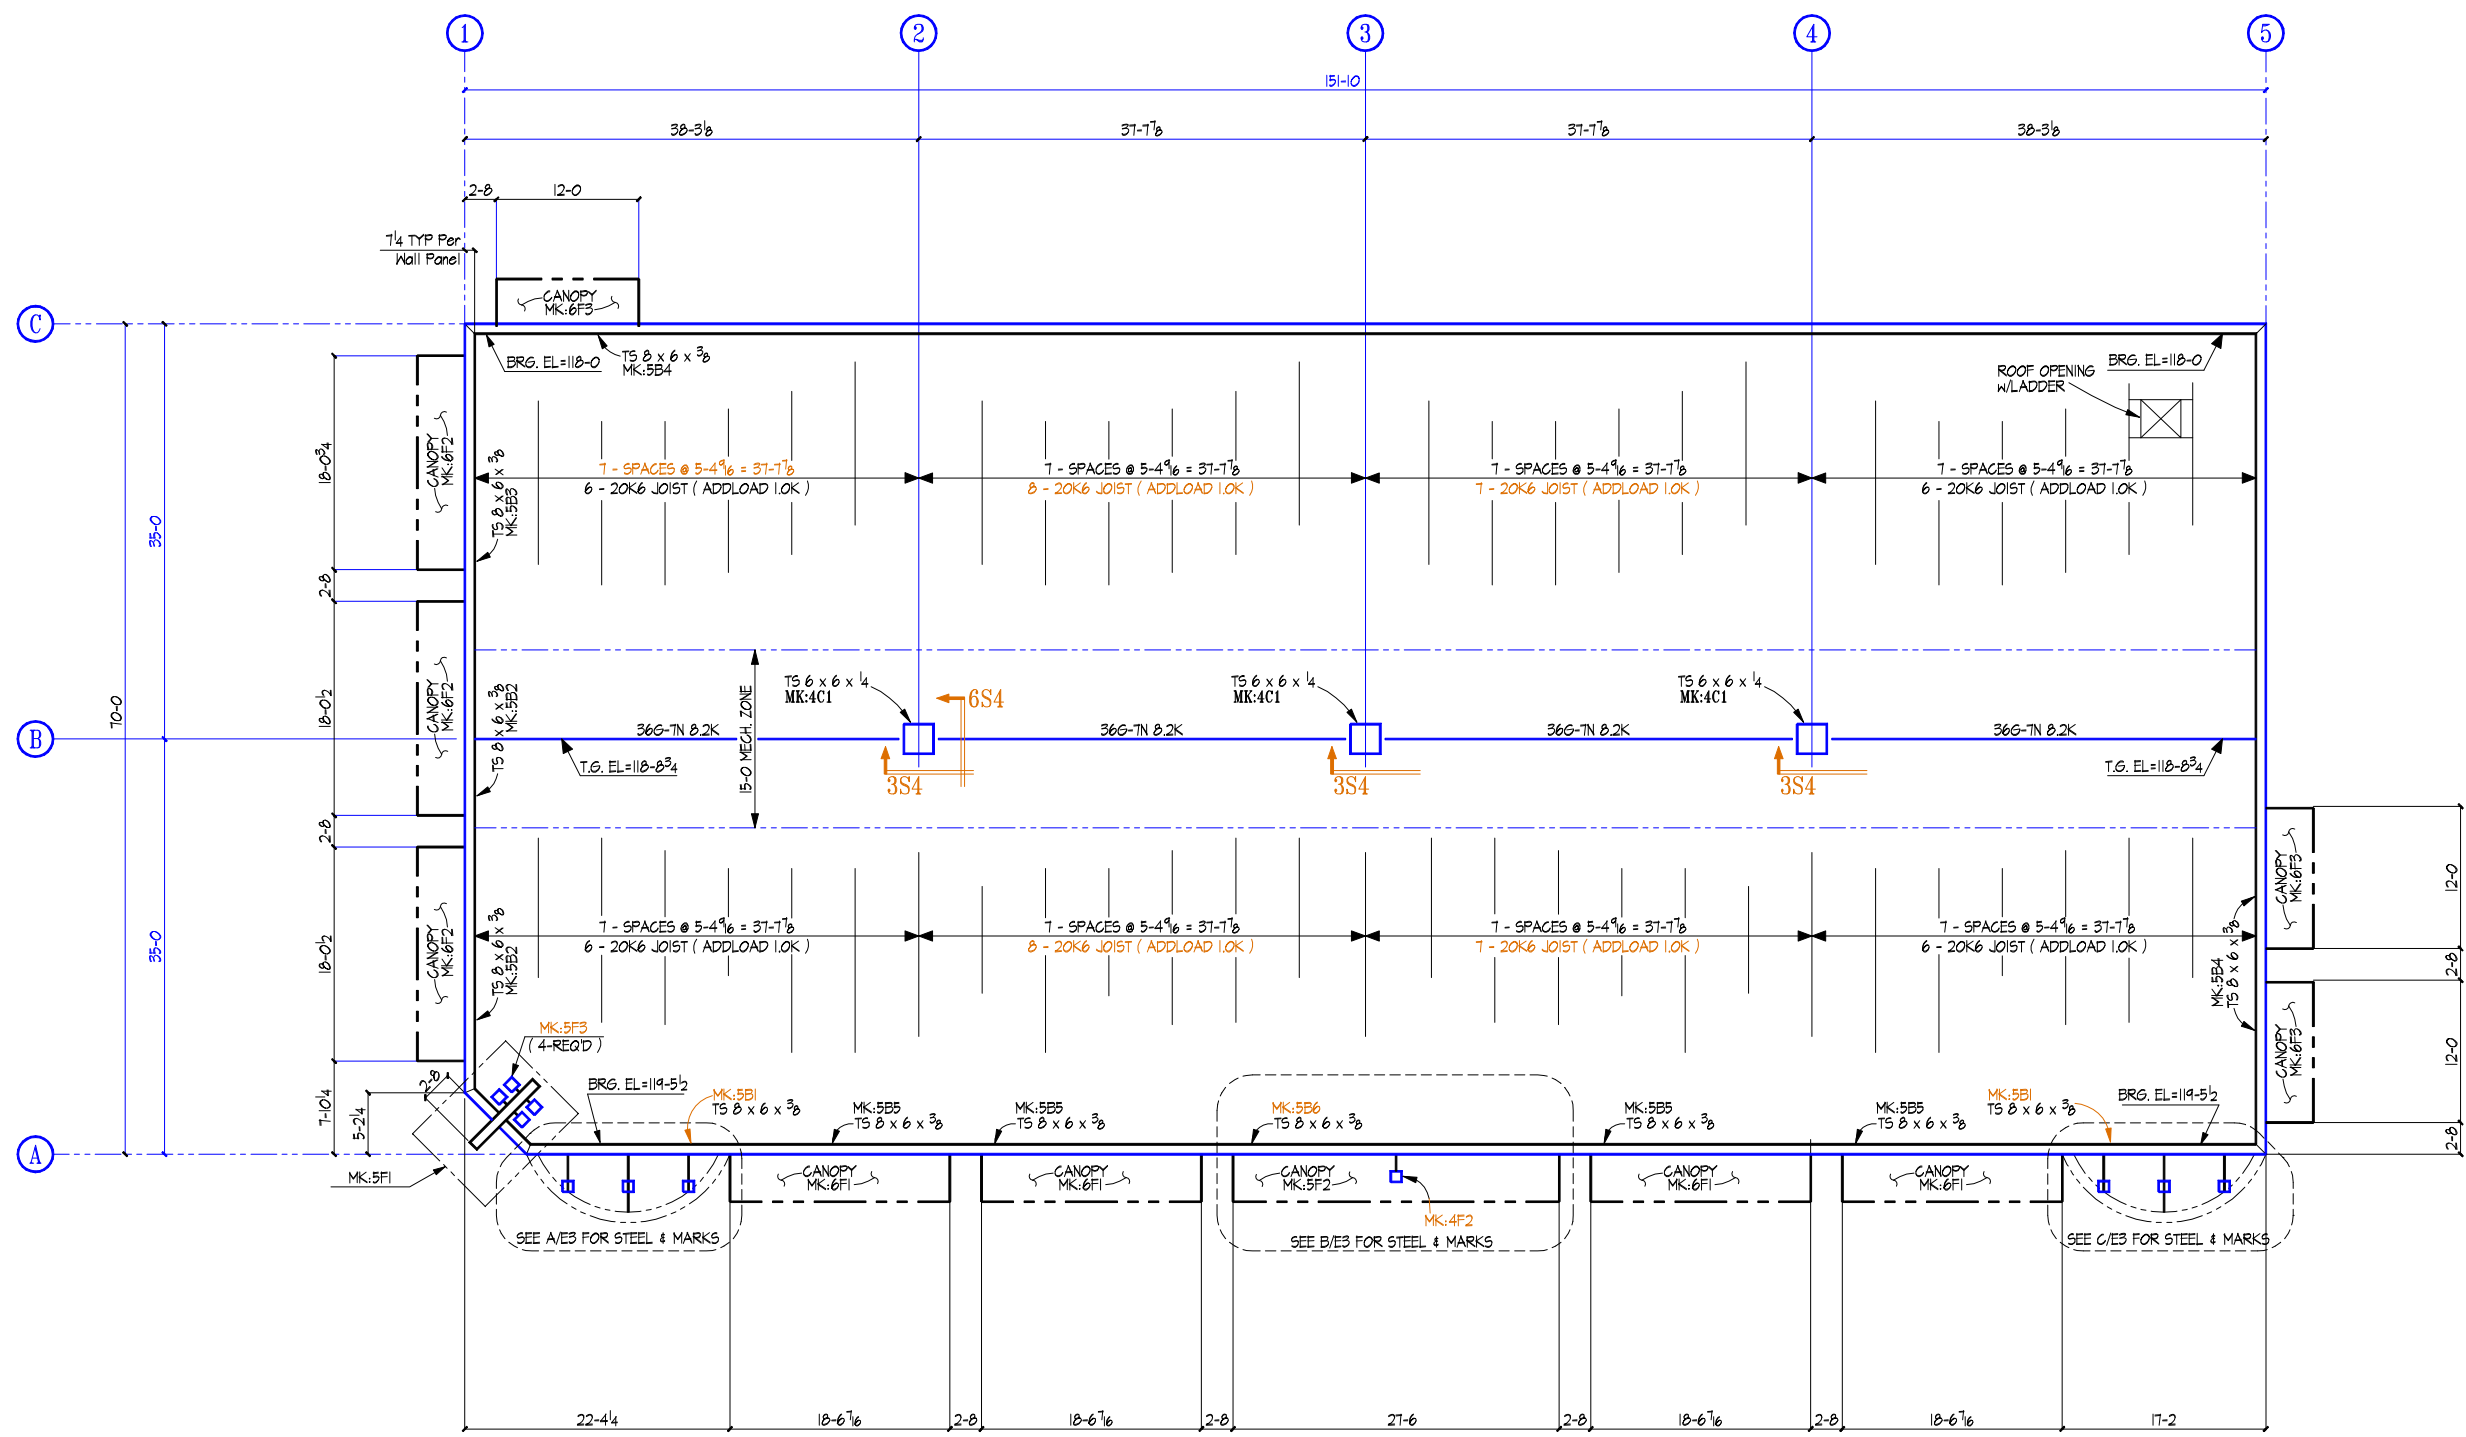 1
2
3
4
5
151-10
38-3 1/8
37-7 7/8
37-7 7/8
38-3 1/8
2-8
12-0
7 1/4 TYP Per
Wall Panel
CANOPY
MK:6F3
C
BRG. EL=118-0
TS 8 x 6 x 3/8
MK:5B4
BRG. EL=118-0
ROOF OPENING
W/LADDER
18-0 3/4
CANOPY
MK:6F2
TS 8 x 6 x 3/8
MK:5B3
7 - SPACES @ 5-4 9/16 = 37-7 7/8
6 - 20K6 JOIST ( ADDLOAD 1.0K )
7 - SPACES @ 5-4 9/16 = 37-7 7/8
8 - 20K6 JOIST ( ADDLOAD 1.0K )
7 - SPACES @ 5-4 9/16 = 37-7 7/8
7 - 20K6 JOIST ( ADDLOAD 1.0K )
7 - SPACES @ 5-4 9/16 = 37-7 7/8
6 - 20K6 JOIST ( ADDLOAD 1.0K )
35-0
2-8
70-0
18-0 1/2
CANOPY
MK:6F2
TS 8 x 6 x 3/8
MK:5B2
15-0 MECH. ZONE
TS 6 x 6 x 1/4
MK:4C1
6S4
TS 6 x 6 x 1/4
MK:4C1
TS 6 x 6 x 1/4
MK:4C1
B
36G-7N 8.2K
36G-7N 8.2K
36G-7N 8.2K
36G-7N 8.2K
T.G. EL=118-8 3/4
3S4
3S4
3S4
T.G. EL=118-8 3/4
2-8
35-0
18-0 1/2
CANOPY
MK:6F2
TS 8 x 6 x 3/8
MK:5B2
7 - SPACES @ 5-4 9/16 = 37-7 7/8
6 - 20K6 JOIST ( ADDLOAD 1.0K )
7 - SPACES @ 5-4 9/16 = 37-7 7/8
8 - 20K6 JOIST ( ADDLOAD 1.0K )
7 - SPACES @ 5-4 9/16 = 37-7 7/8
7 - 20K6 JOIST ( ADDLOAD 1.0K )
7 - SPACES @ 5-4 9/16 = 37-7 7/8
6 - 20K6 JOIST ( ADDLOAD 1.0K )
MK:5B4
TS 8 x 6 x 3/8
CANOPY
MK:6F3
12-0
2-8
CANOPY
MK:6F3
12-0
2-8
MK:5F3
( 4-REQ'D )
2-8
7-10 1/4
5-2 1/4
BRG. EL=119-5 1/2
MK:5B1
TS 8 x 6 x 3/8
MK:5B5
TS 8 x 6 x 3/8
MK:5B5
TS 8 x 6 x 3/8
MK:5B6
TS 8 x 6 x 3/8
MK:5B5
TS 8 x 6 x 3/8
MK:5B5
TS 8 x 6 x 3/8
MK:5B1
TS 8 x 6 x 3/8
BRG. EL=119-5 1/2
A
MK:5F1
CANOPY
MK:6F1
CANOPY
MK:6F1
CANOPY
MK:5F2
MK:4F2
CANOPY
MK:6F1
CANOPY
MK:6F1
SEE A/E3 FOR STEEL & MARKS
SEE B/E3 FOR STEEL & MARKS
SEE C/E3 FOR STEEL & MARKS
22-4 1/4
18-6 7/16
2-8
18-6 7/16
2-8
27-6
2-8
18-6 7/16
2-8
18-6 7/16
17-2